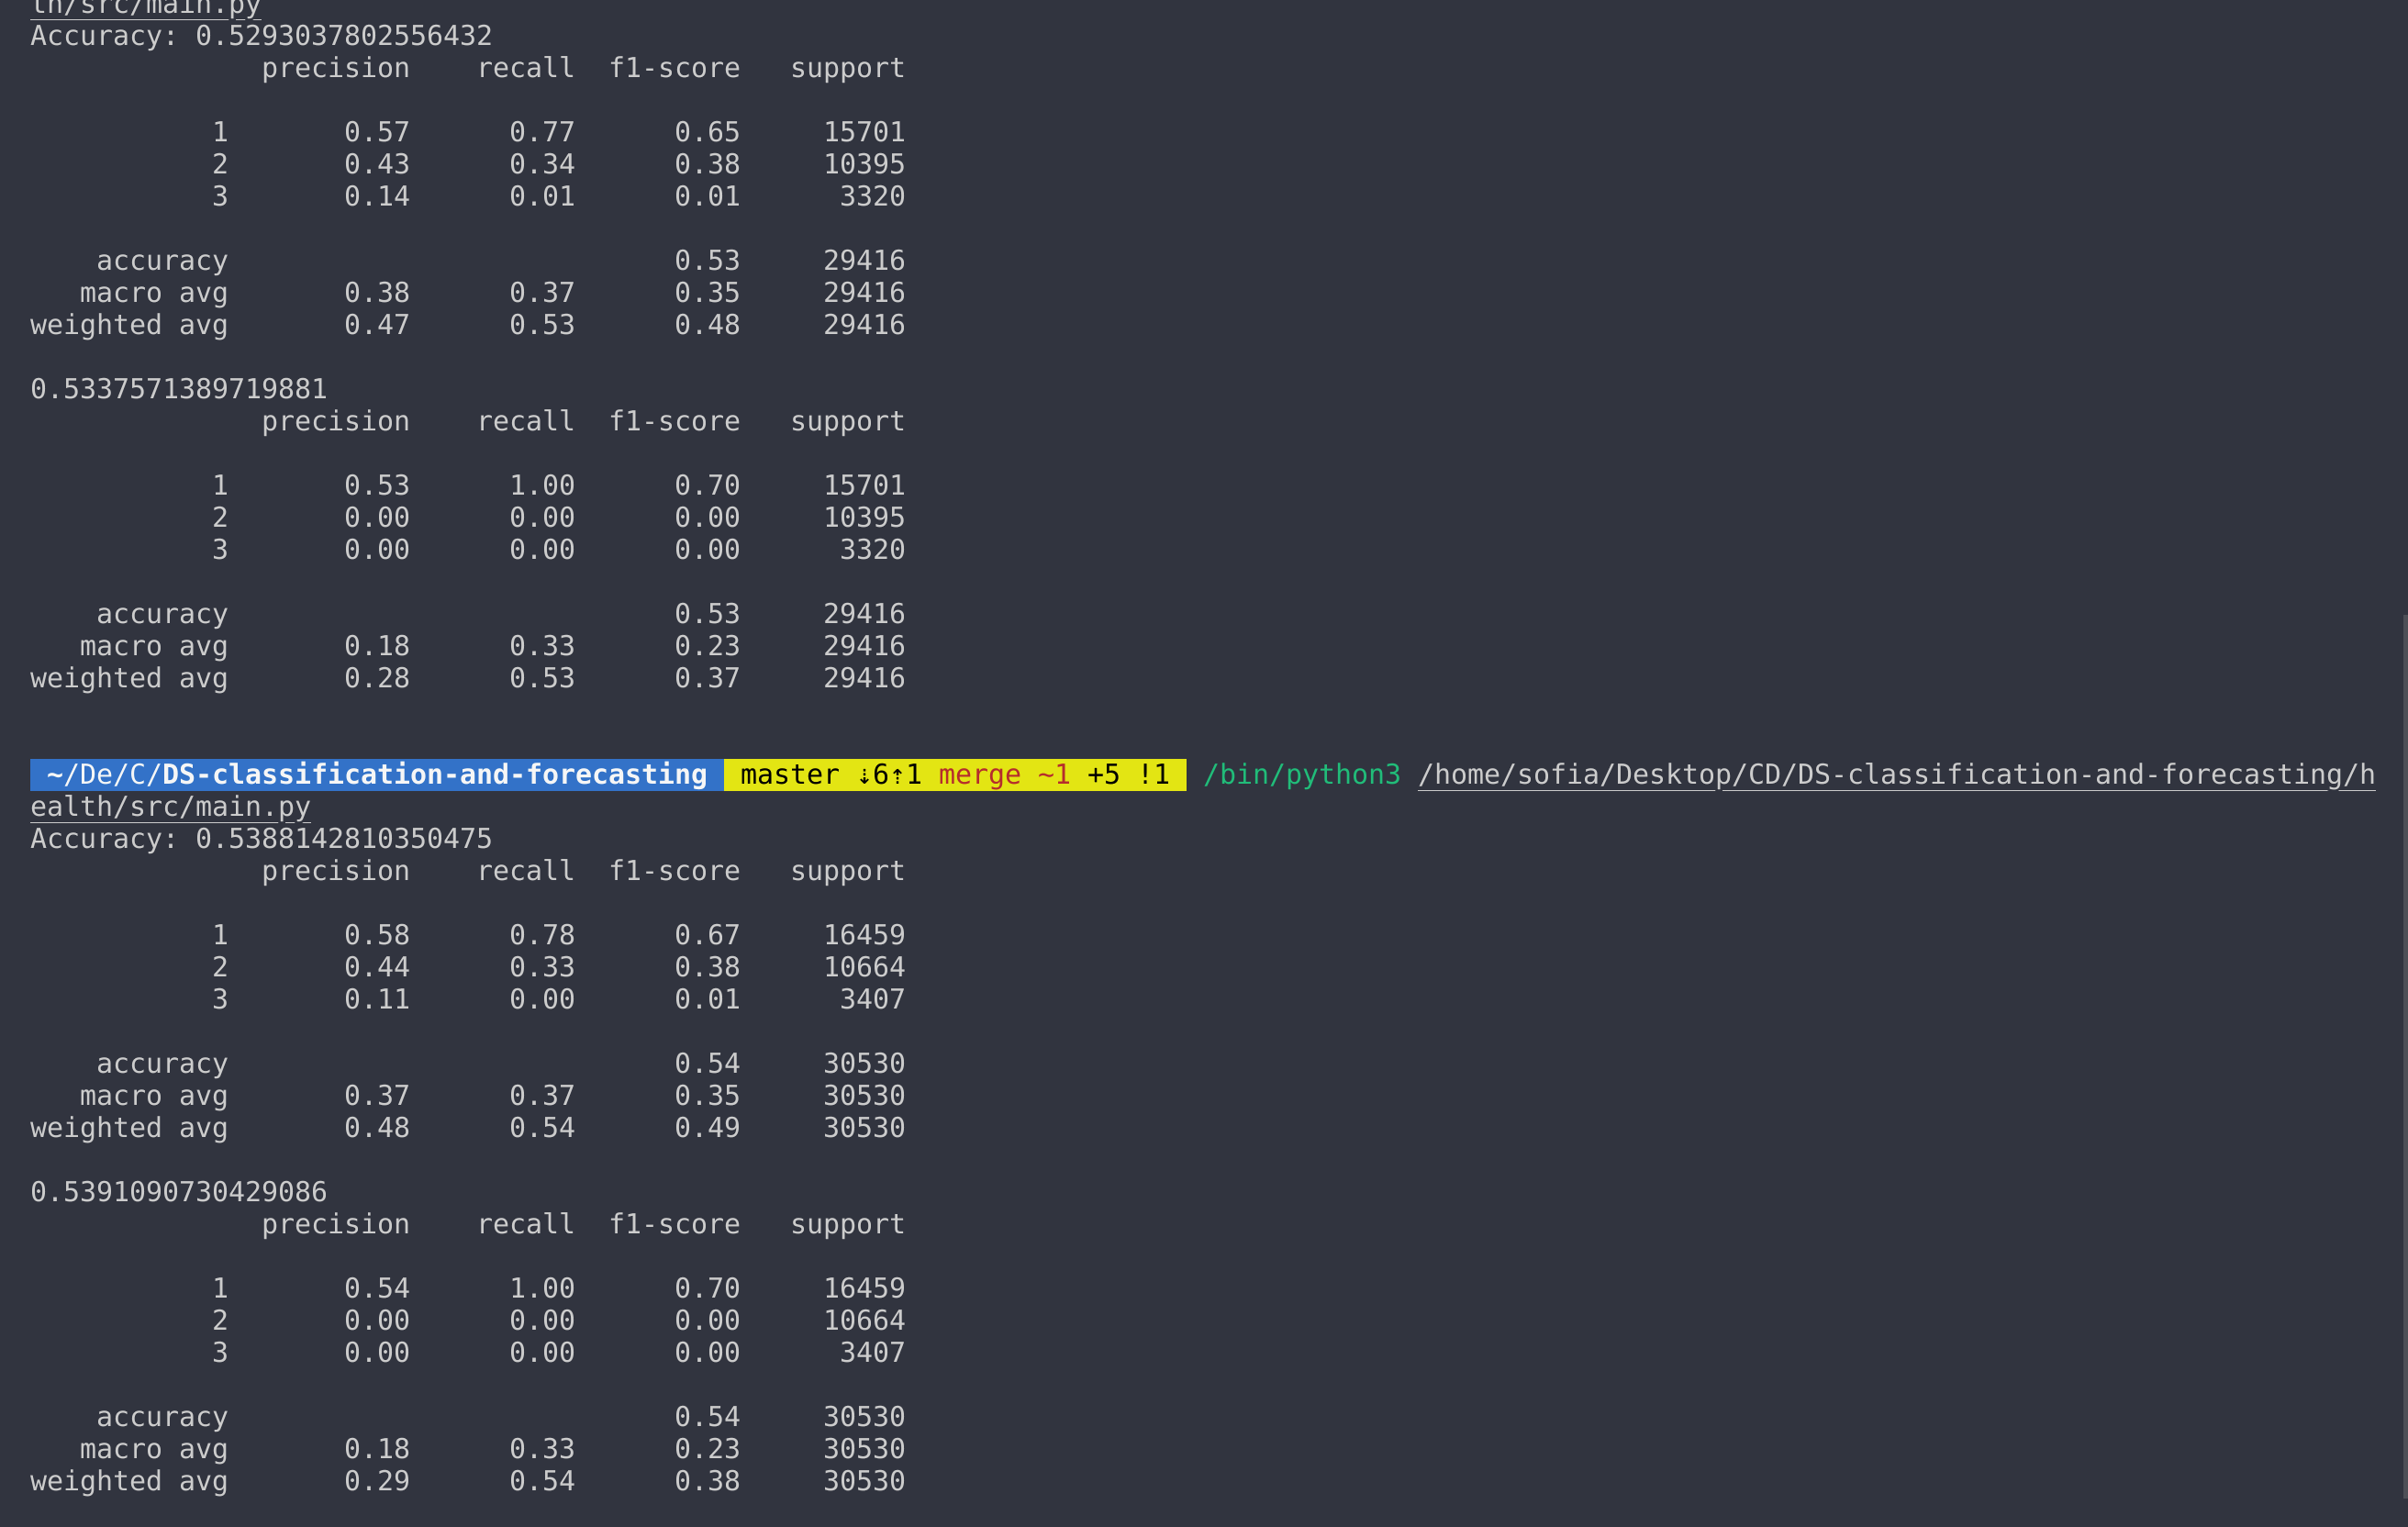 th/src/main.py
Accuracy: 0.5293037802556432
              precision    recall  f1-score   support

           1       0.57      0.77      0.65     15701
           2       0.43      0.34      0.38     10395
           3       0.14      0.01      0.01      3320

    accuracy                           0.53     29416
   macro avg       0.38      0.37      0.35     29416
weighted avg       0.47      0.53      0.48     29416

0.5337571389719881
              precision    recall  f1-score   support

           1       0.53      1.00      0.70     15701
           2       0.00      0.00      0.00     10395
           3       0.00      0.00      0.00      3320

    accuracy                           0.53     29416
   macro avg       0.18      0.33      0.23     29416
weighted avg       0.28      0.53      0.37     29416

~/De/C/DS-classification-and-forecasting master ⇣6⇡1 merge ~1 +5 !1 /bin/python3 /home/sofia/Desktop/CD/DS-classification-and-forecasting/h
ealth/src/main.py
Accuracy: 0.5388142810350475
              precision    recall  f1-score   support

           1       0.58      0.78      0.67     16459
           2       0.44      0.33      0.38     10664
           3       0.11      0.00      0.01      3407

    accuracy                           0.54     30530
   macro avg       0.37      0.37      0.35     30530
weighted avg       0.48      0.54      0.49     30530

0.5391090730429086
              precision    recall  f1-score   support

           1       0.54      1.00      0.70     16459
           2       0.00      0.00      0.00     10664
           3       0.00      0.00      0.00      3407

    accuracy                           0.54     30530
   macro avg       0.18      0.33      0.23     30530
weighted avg       0.29      0.54      0.38     30530